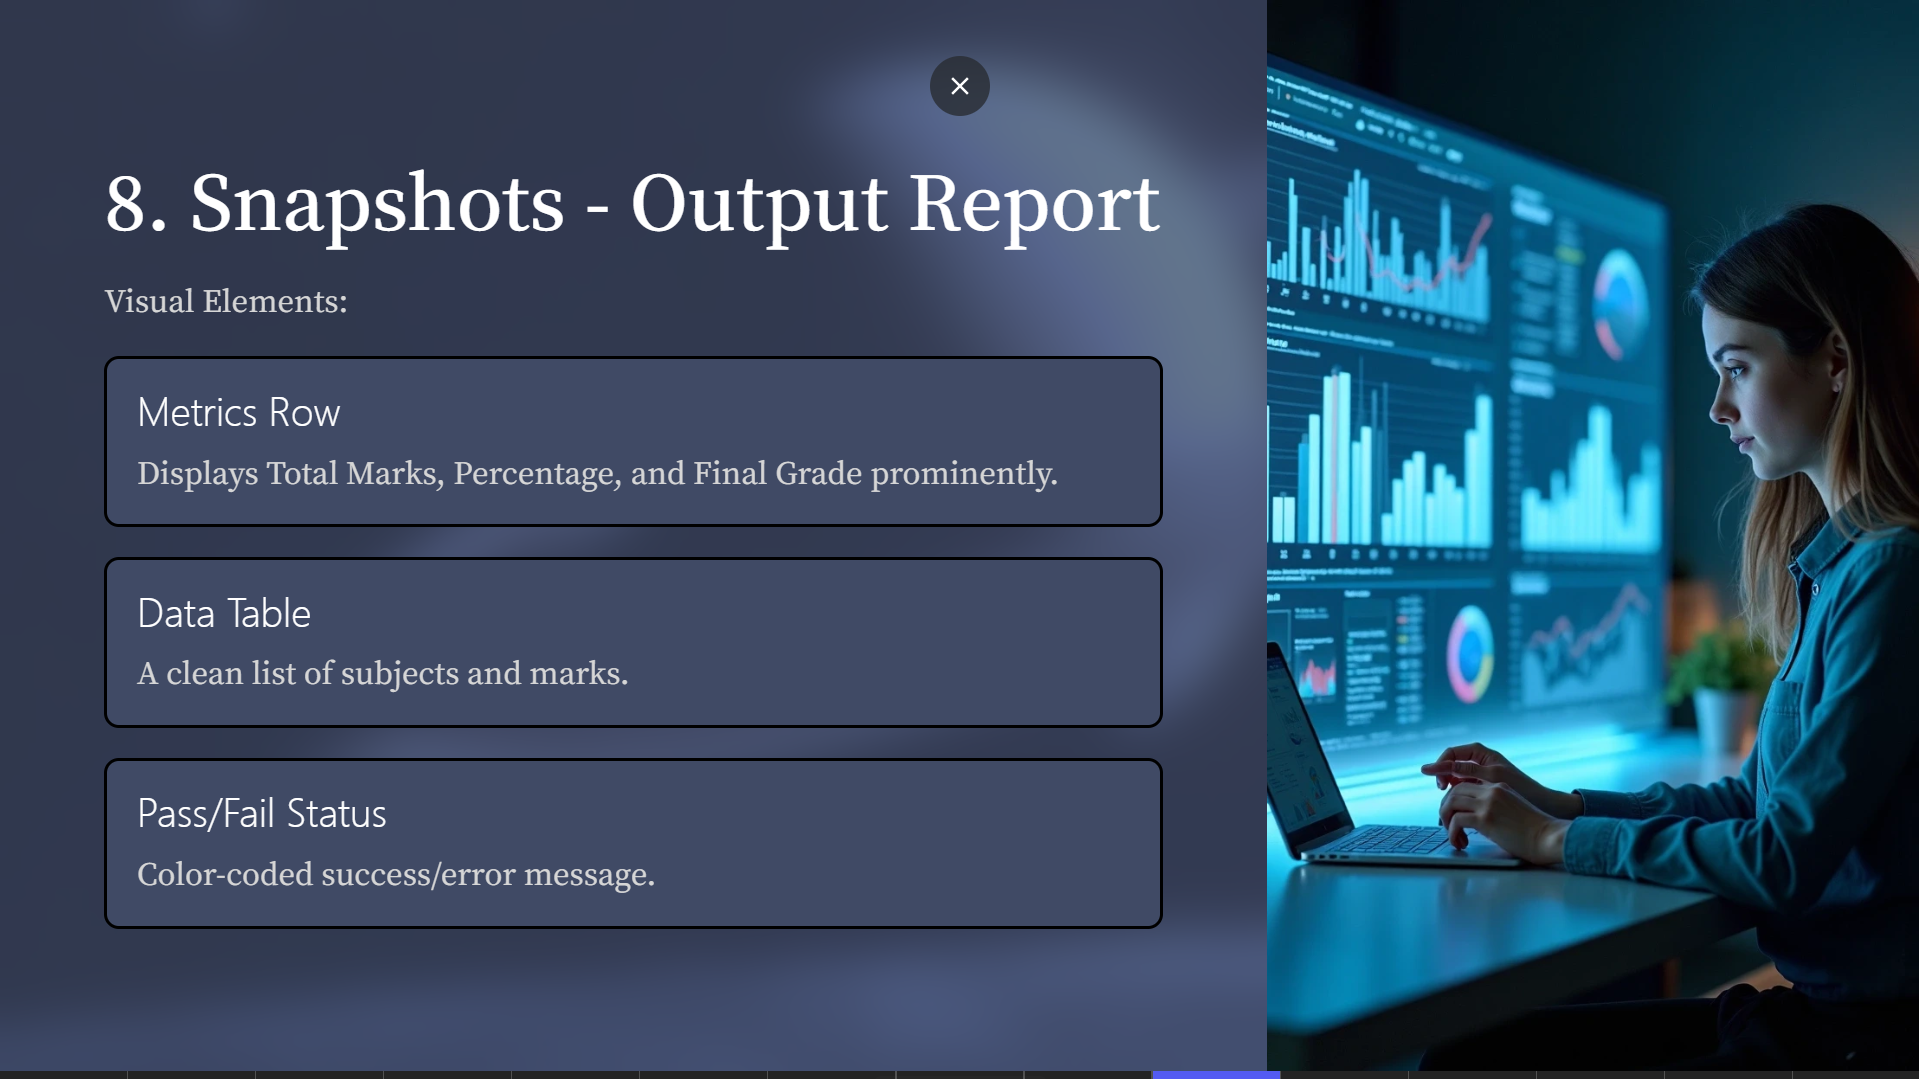 8. Snapshots - Output Report
Visual Elements:
Metrics Row
Displays Total Marks, Percentage, and Final Grade prominently.
Data Table
A clean list of subjects and marks.
Pass/Fail Status
Color-coded success/error message.